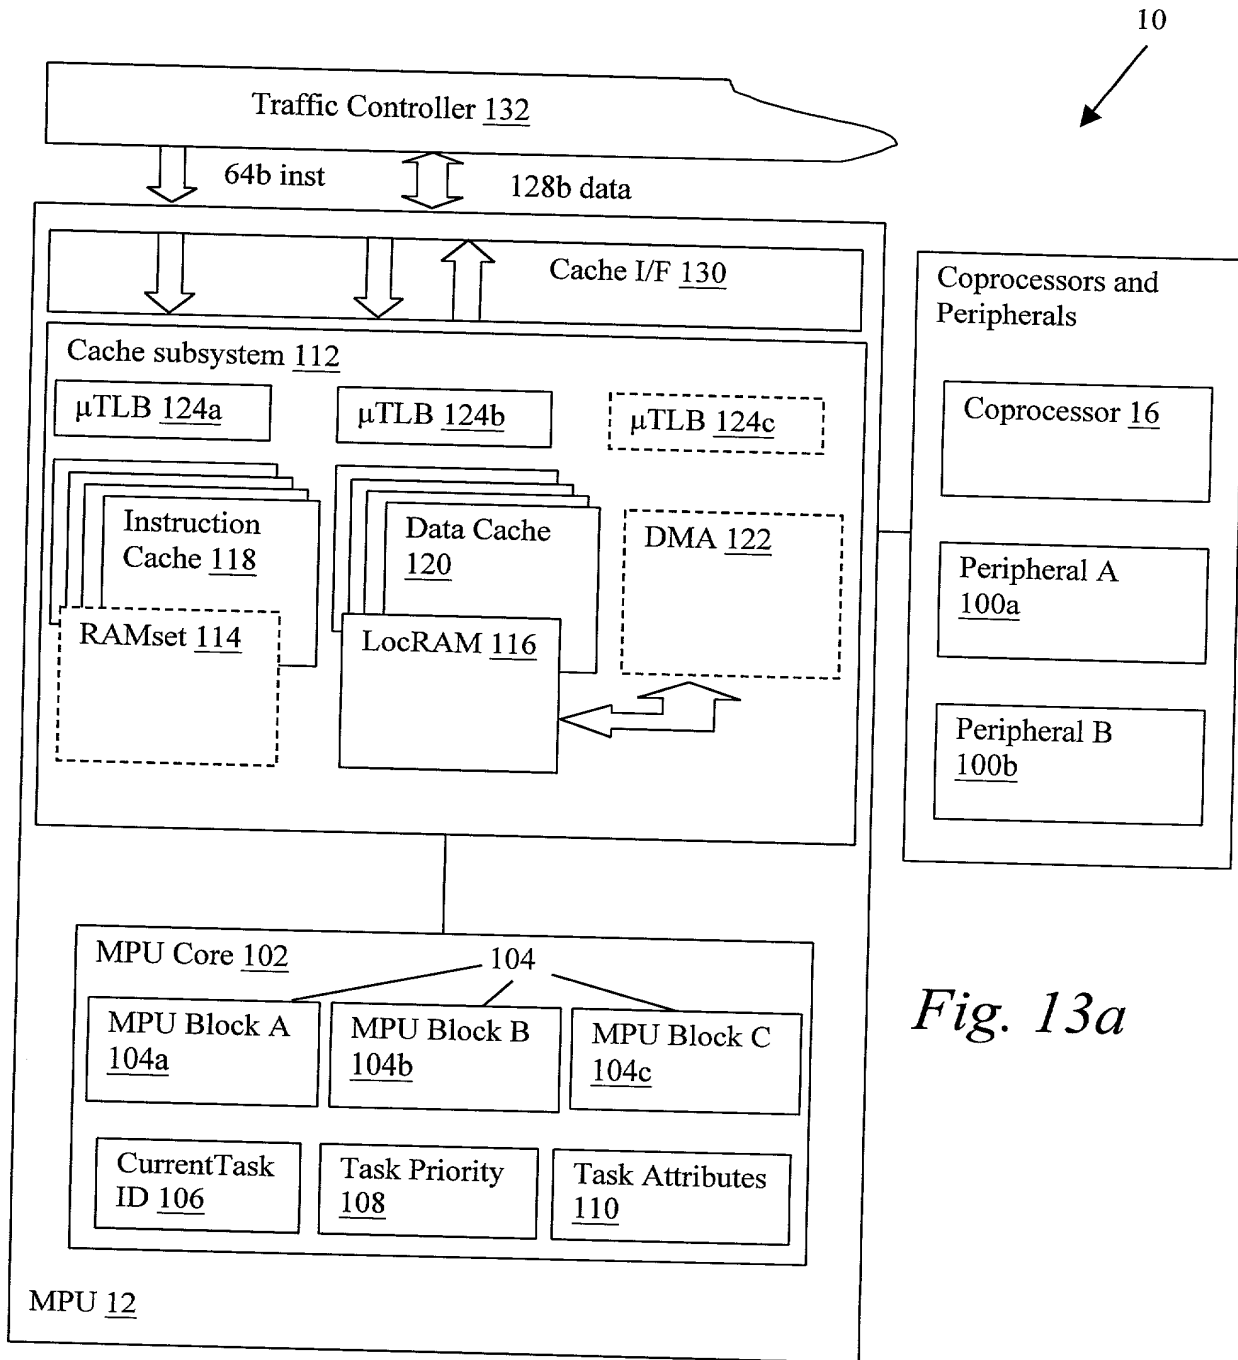 10
Traffic Controller 132
64b inst
128b data
Cache I/F 130
Cache subsystem 112
μTLB 124a
μTLB 124b
μTLB 124c
Instruction
Cache 118
Data Cache
120
DMA 122
RAMset 114
LocRAM 116
Coprocessors and
Peripherals
Coprocessor 16
Peripheral A
100a
Peripheral B
100b
MPU Core 102
104
MPU Block A
104a
MPU Block B
104b
MPU Block C
104c
CurrentTask
ID 106
Task Priority
108
Task Attributes
110
MPU 12
Fig. 13a